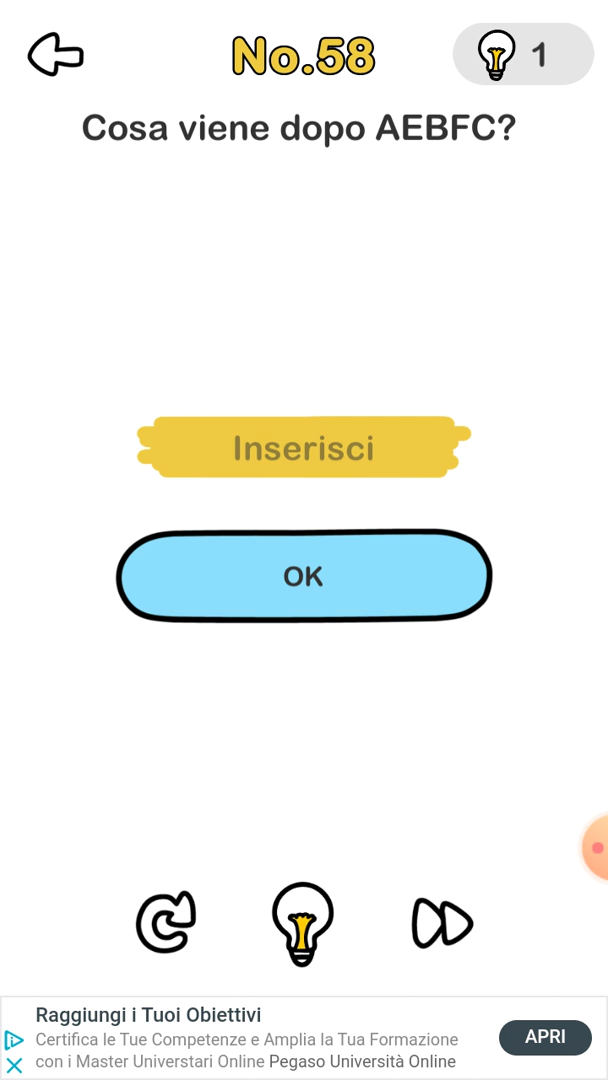 No.58
1
Cosa viene dopo AEBFC?
Inserisci
OK
Raggiungi i Tuoi Obiettivi
Certifica le Tue Competenze e Amplia la Tua Formazione
con i Master Universtari Online Pegaso Università Online
APRI